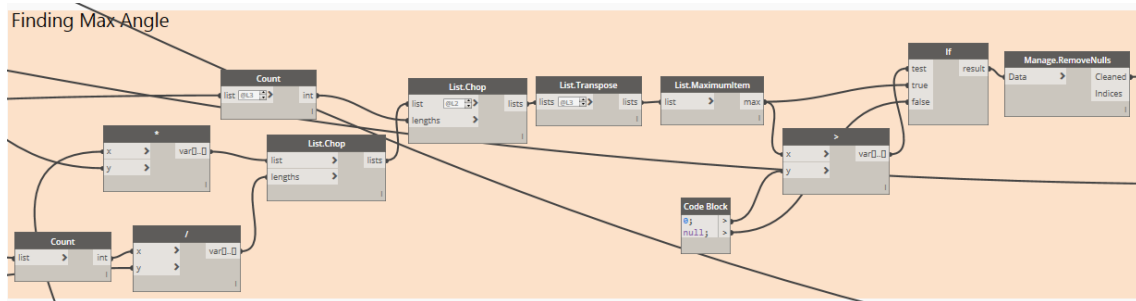 Finding Max Angle
Count
list @L3 int
*
x var[]..[]
y
Count
list int
/
x var[]..[]
y
List.Chop
list lists
lengths
List.Chop
list @L2 lists
lengths
List.Transpose
lists @L3 lists
List.MaximumItem
list max
Code Block
0; >
null; >
>
x var[]..[]
y
If
test result
true
false
Manage.RemoveNulls
Data Cleaned
Indices